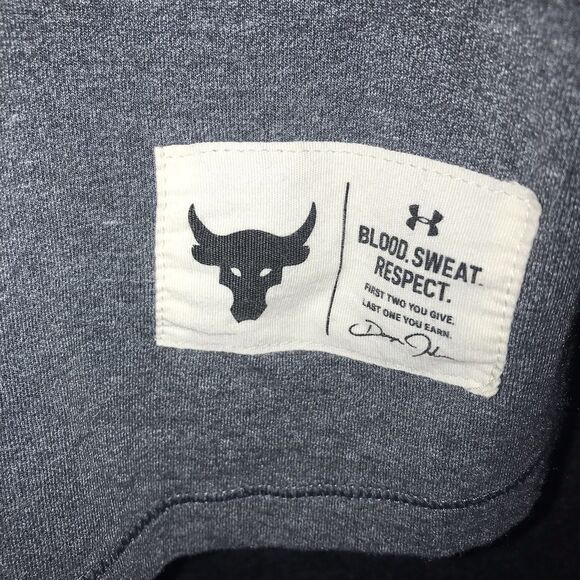 BLOOD. SWEAT.
RESPECT.
FIRST TWO YOU GIVE.
LAST ONE YOU EARN.